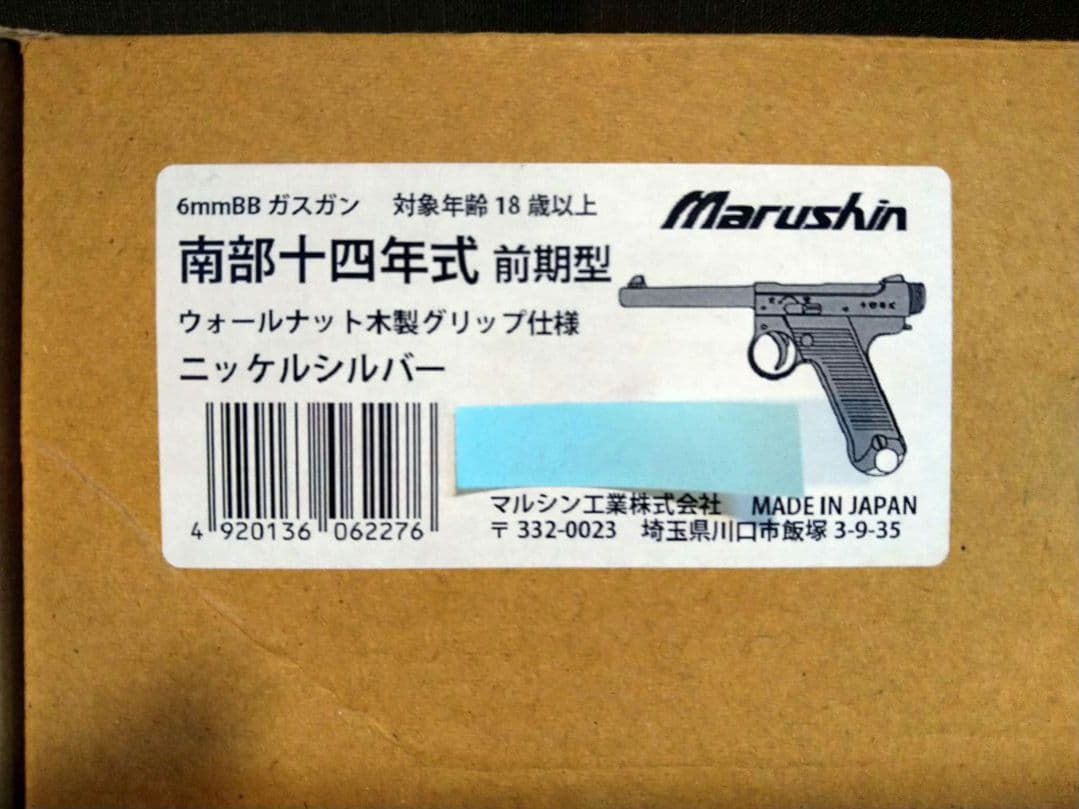 6mmBB ガスガン 対象年齢 18 歳以上
Marushin
南部十四年式 前期型
ウォールナット木製グリップ仕様
ニッケルシルバー
4 920136 062276
マルシン工業株式会社 MADE IN JAPAN
〒 332-0023 埼玉県川口市飯塚 3-9-35